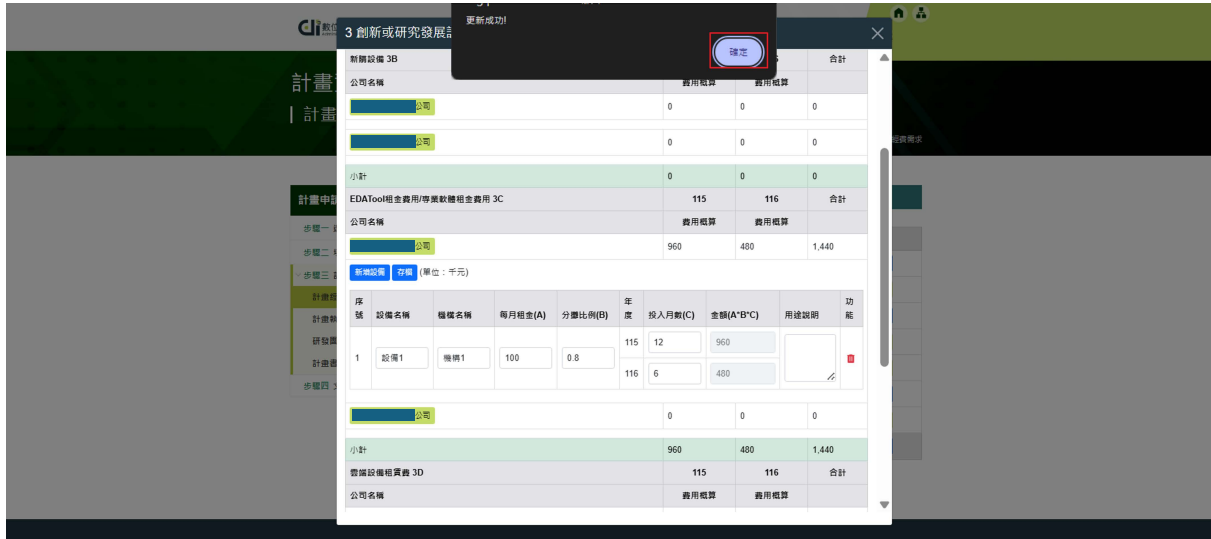 更新成功!
確定
3 創新或研究發展
計畫
計畫
新購設備 3B 合計
公司名稱 費用概算 費用概算
公司 0 0 0
公司 0 0 0
經費需求
小計 0 0 0
計畫申
EDATool租金費用/專業軟體租金費用 3C 115 116 合計
公司名稱 費用概算 費用概算
步驟一
公司 960 480 1,440
步驟二
新增設備 存檔 (單位：千元)
步驟三
序號 設備名稱 機構名稱 每月租金(A) 分攤比例(B) 年度 投入月數(C) 金額(A*B*C) 用途說明 功能
計畫
計畫
研發
計畫
步驟四
1 設備1 機構1 100 0.8 115 12 960
116 6 480
公司 0 0 0
小計 960 480 1,440
雲端設備租賃費 3D 115 116 合計
公司名稱 費用概算 費用概算